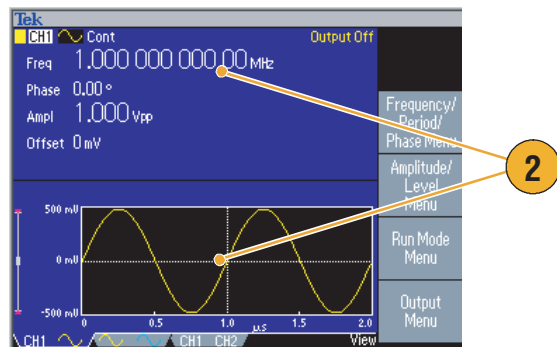 Tek
CH1 Cont Output Off
Freq 1.000 000 000 00 MHz
Phase 0.00 °
Ampl 1.000 Vpp
Offset 0 mV
Frequency/
Period/
Phase Menu
Amplitude/
Level
Menu
Run Mode
Menu
Output
Menu
2
500 mV
0 mV
-500 mV
0 0.5 1.0 1.5 2.0
µs
CH1 CH1 CH2 View